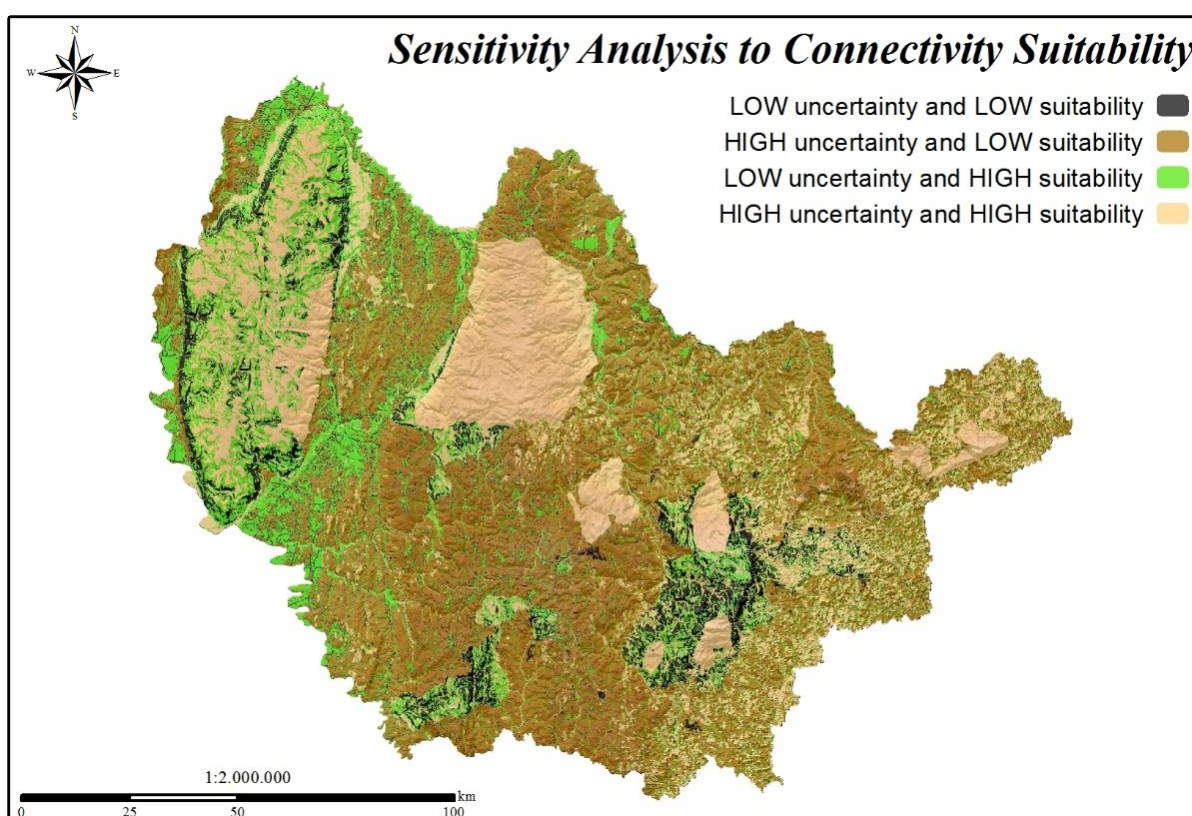 N
W E
S
Sensitivity Analysis to Connectivity Suitability
LOW uncertainty and LOW suitability
HIGH uncertainty and LOW suitability
LOW uncertainty and HIGH suitability
HIGH uncertainty and HIGH suitability
1:2.000.000
km
0 25 50 100